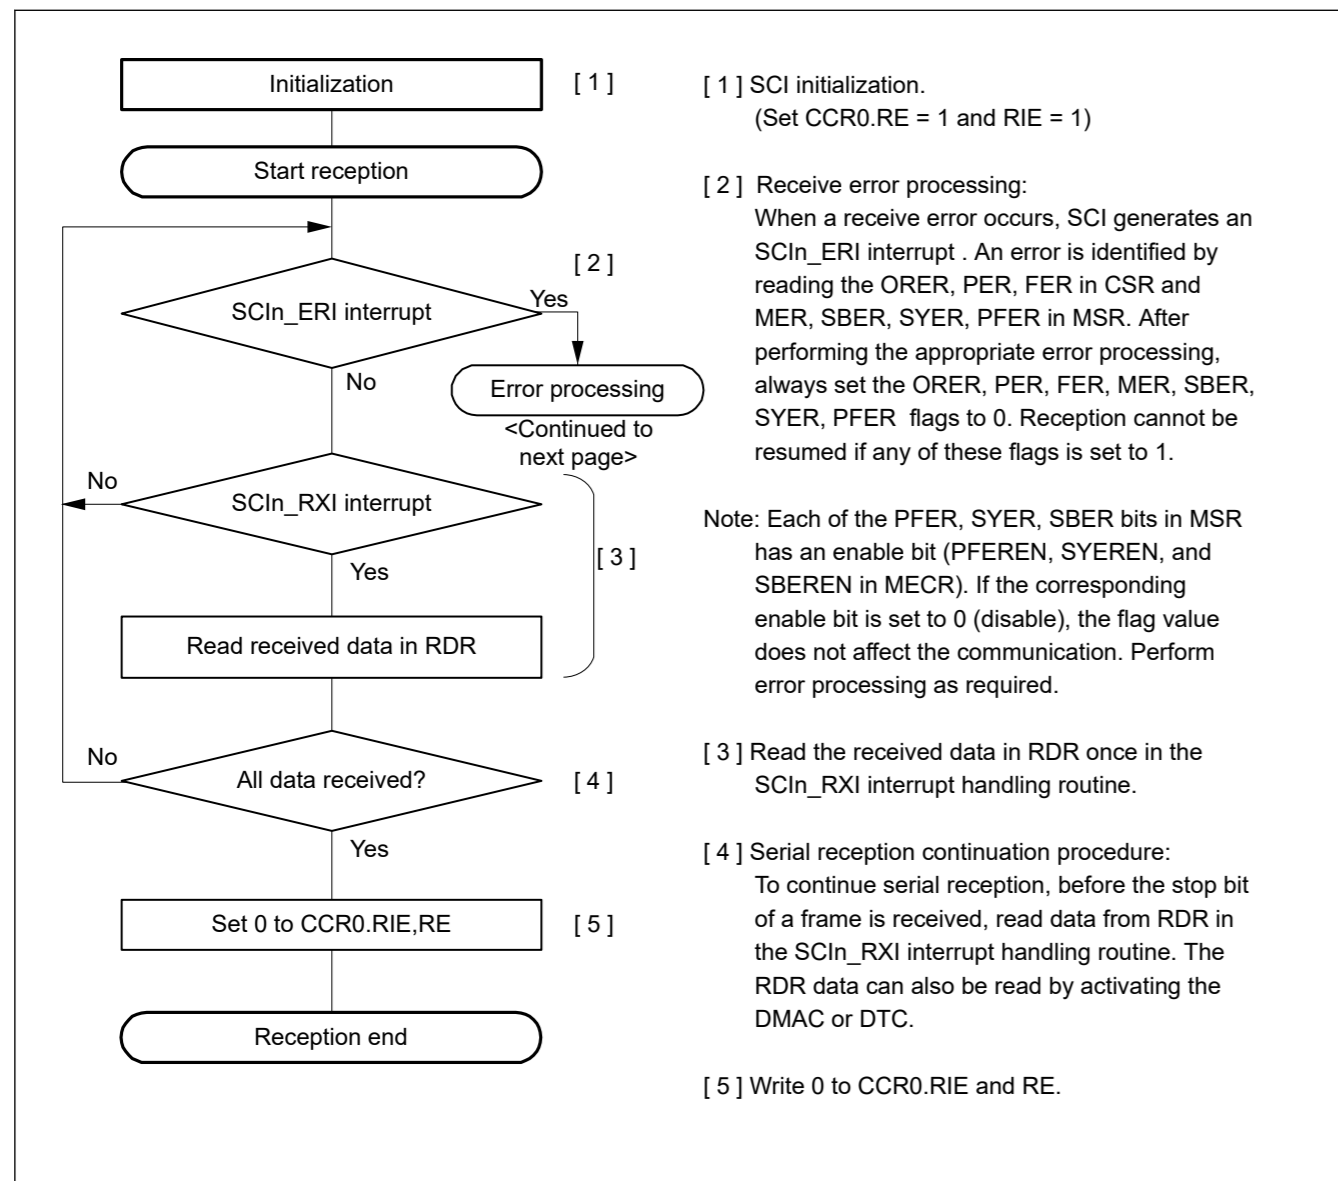 Initialization
[ 1 ]
Start reception
[ 2 ]
SCIn_ERI interrupt
Yes
No
Error processing
<Continued to
next page>
No
SCIn_RXI interrupt
[ 3 ]
Yes
Read received data in RDR
No
All data received?
[ 4 ]
Yes
Set 0 to CCR0.RIE,RE
[ 5 ]
Reception end
[ 1 ] SCI initialization.
(Set CCR0.RE = 1 and RIE = 1)
[ 2 ] Receive error processing:
When a receive error occurs, SCI generates an
SCIn_ERI interrupt . An error is identified by
reading the ORER, PER, FER in CSR and
MER, SBER, SYER, PFER in MSR. After
performing the appropriate error processing,
always set the ORER, PER, FER, MER, SBER,
SYER, PFER flags to 0. Reception cannot be
resumed if any of these flags is set to 1.
Note: Each of the PFER, SYER, SBER bits in MSR
has an enable bit (PFEREN, SYEREN, and
SBEREN in MECR). If the corresponding
enable bit is set to 0 (disable), the flag value
does not affect the communication. Perform
error processing as required.
[ 3 ] Read the received data in RDR once in the
SCIn_RXI interrupt handling routine.
[ 4 ] Serial reception continuation procedure:
To continue serial reception, before the stop bit
of a frame is received, read data from RDR in
the SCIn_RXI interrupt handling routine. The
RDR data can also be read by activating the
DMAC or DTC.
[ 5 ] Write 0 to CCR0.RIE and RE.